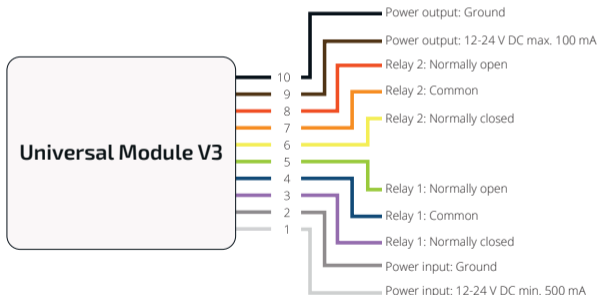 Power output: Ground
Power output: 12-24 V DC max. 100 mA
Relay 2: Normally open
Relay 2: Common
Relay 2: Normally closed
Universal Module V3
10
9
8
7
6
5
4
3
2
1
Relay 1: Normally open
Relay 1: Common
Relay 1: Normally closed
Power input: Ground
Power input: 12-24 V DC min. 500 mA